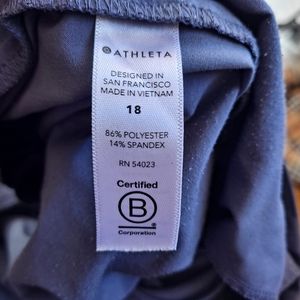 ATHLETA
DESIGNED IN
SAN FRANCISCO
MADE IN VIETNAM
18
86% POLYESTER
14% SPANDEX
RN 54023
Certified
B
Corporation